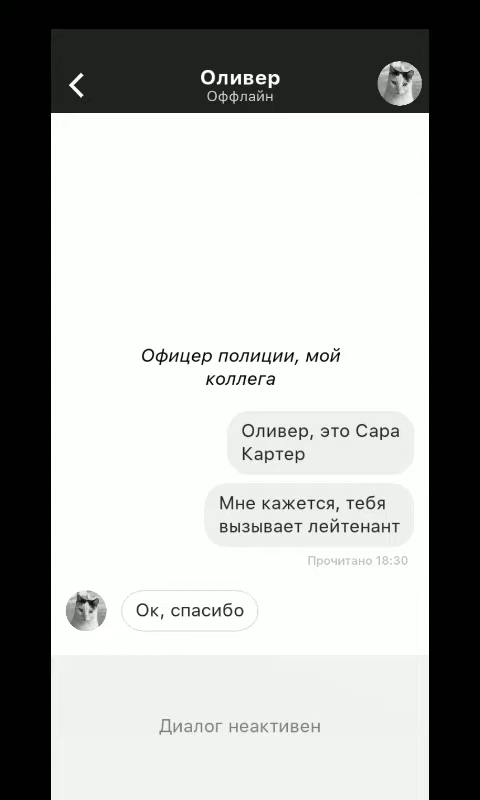 Оливер
Оффлайн
Офицер полиции, мой
коллега
Оливер, это Сара
Картер
Мне кажется, тебя
вызывает лейтенант
Прочитано 18:30
Ок, спасибо
Диалог неактивен